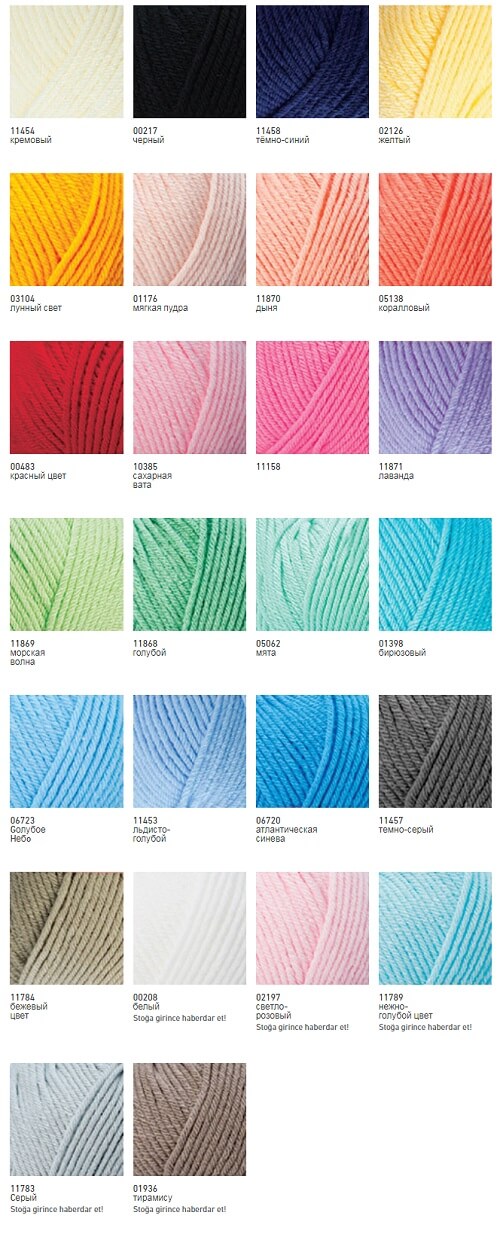 11454
кремовый
00217
черный
11458
тёмно-синий
02126
желтый
03104
лунный свет
01176
мягкая пудра
11870
дыня
05138
коралловый
00483
красный цвет
10385
сахарная
вата
11158
11871
лаванда
11869
морская
волна
11868
голубой
05062
мята
01398
бирюзовый
06723
Gолубое
Небо
11453
льдисто-
голубой
06720
атлантическая
синева
11457
темно-серый
11784
бежевый
цвет
00208
белый
Stoğa girince haberdar et!
02197
светло-
розовый
Stoğa girince haberdar et!
11789
нежно-
голубой цвет
Stoğa girince haberdar et!
11783
Серый
Stoğa girince haberdar et!
01936
тирамису
Stoğa girince haberdar et!